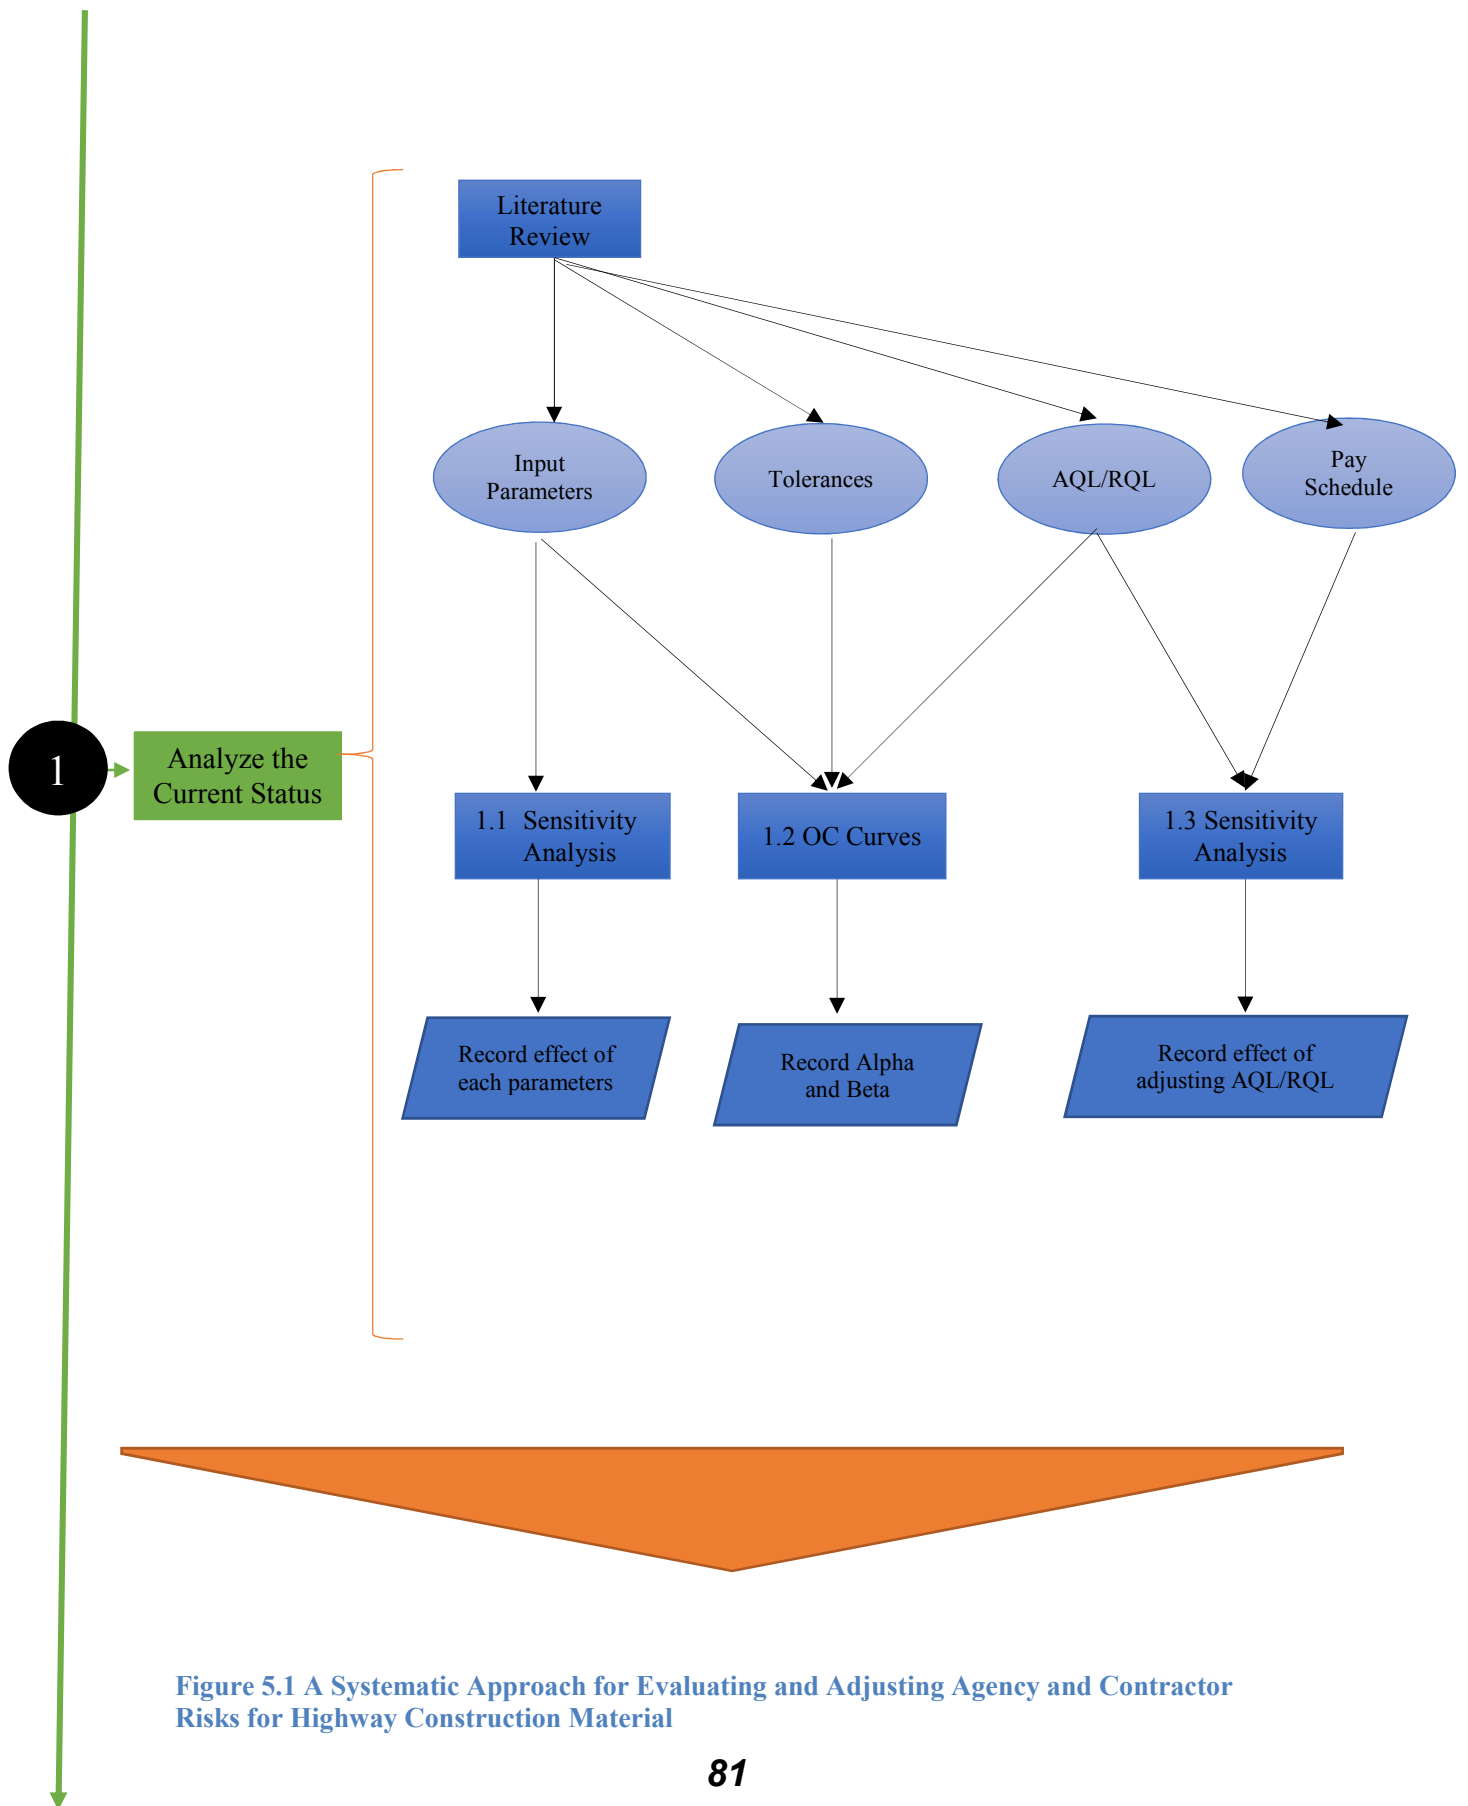 Literature
Review
Input
Parameters
Tolerances
AQL/RQL
Pay
Schedule
1
Analyze the
Current Status
1.1 Sensitivity
Analysis
1.2 OC Curves
1.3 Sensitivity
Analysis
Record effect of
each parameters
Record Alpha
and Beta
Record effect of
adjusting AQL/RQL
Figure 5.1 A Systematic Approach for Evaluating and Adjusting Agency and Contractor
Risks for Highway Construction Material
81